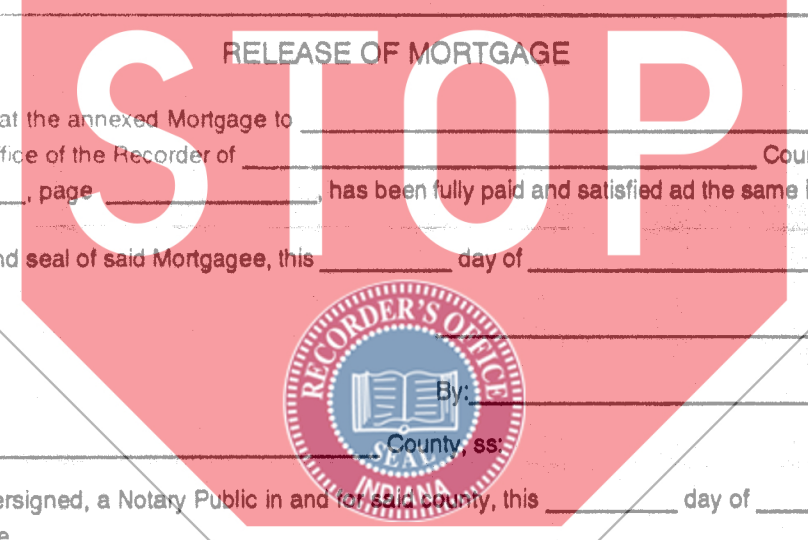 STOP
RELEASE OF MORTGAGE
at the annexed Mortgage to
fice of the Recorder of Coun
, page , has been fully paid and satisfied ad the same i
nd seal of said Mortgagee, this day of
RECORDER'S OFFICE
By:
County, ss:
SEAL
INDIANA
ersigned, a Notary Public in and for said county, this day of